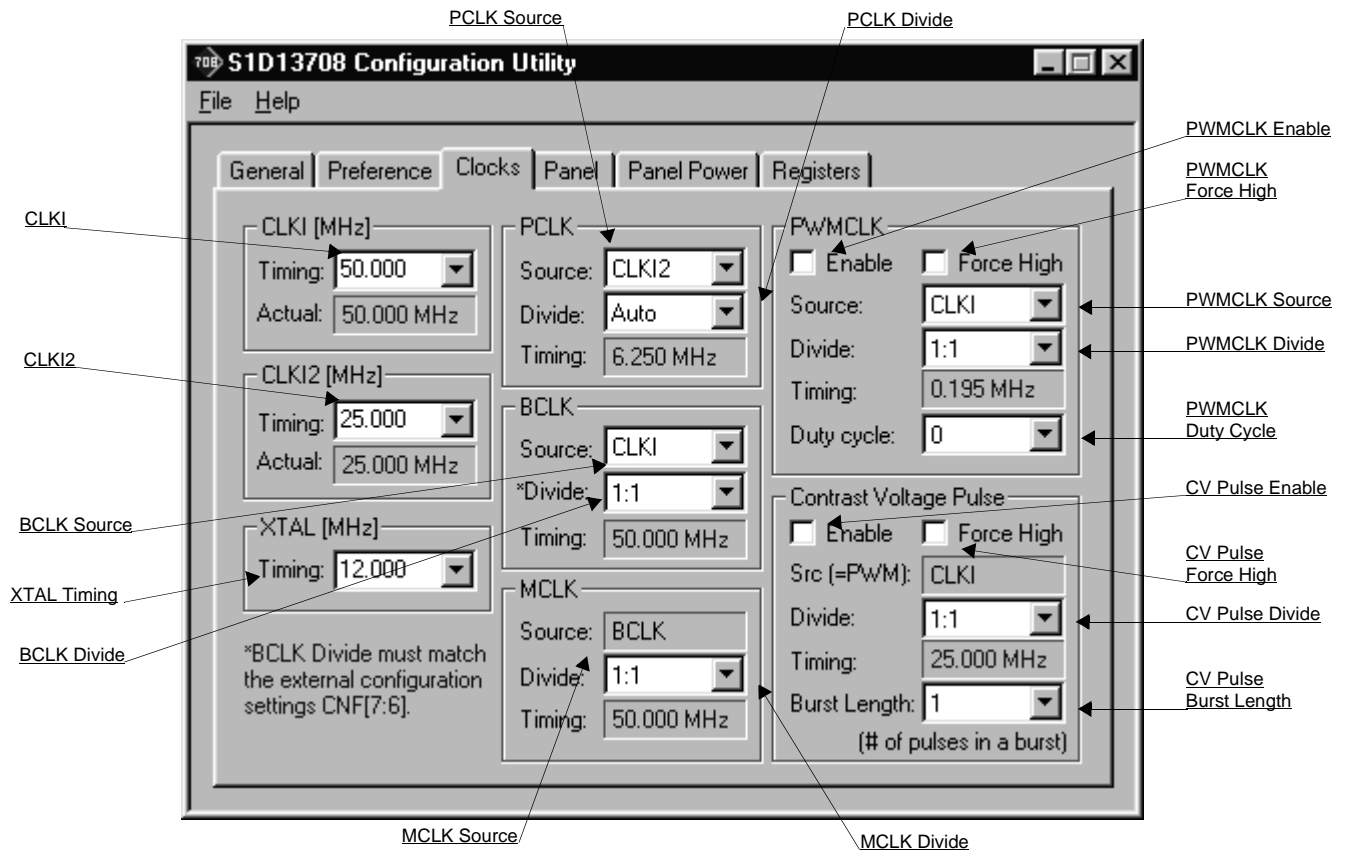 PCLK Source
PCLK Divide
708 S1D13708 Configuration Utility
File Help
General Preference Clocks Panel Panel Power Registers
CLKI
CLKI2
BCLK Source
XTAL Timing
BCLK Divide
CLKI [MHz]
Timing: 50.000
Actual: 50.000 MHz
CLKI2 [MHz]
Timing: 25.000
Actual: 25.000 MHz
XTAL [MHz]
Timing: 12.000
*BCLK Divide must match
the external configuration
settings CNF[7:6].
PCLK
Source: CLKI2
Divide: Auto
Timing: 6.250 MHz
BCLK
Source: CLKI
*Divide: 1:1
Timing: 50.000 MHz
MCLK
Source: BCLK
Divide: 1:1
Timing: 50.000 MHz
PWMCLK
Enable Force High
Source: CLKI
Divide: 1:1
Timing: 0.195 MHz
Duty cycle: 0
Contrast Voltage Pulse
Enable Force High
Src (=PWM): CLKI
Divide: 1:1
Timing: 25.000 MHz
Burst Length: 1
(# of pulses in a burst)
PWMCLK Enable
PWMCLK
Force High
PWMCLK Source
PWMCLK Divide
PWMCLK
Duty Cycle
CV Pulse Enable
CV Pulse
Force High
CV Pulse Divide
CV Pulse
Burst Length
MCLK Source
MCLK Divide